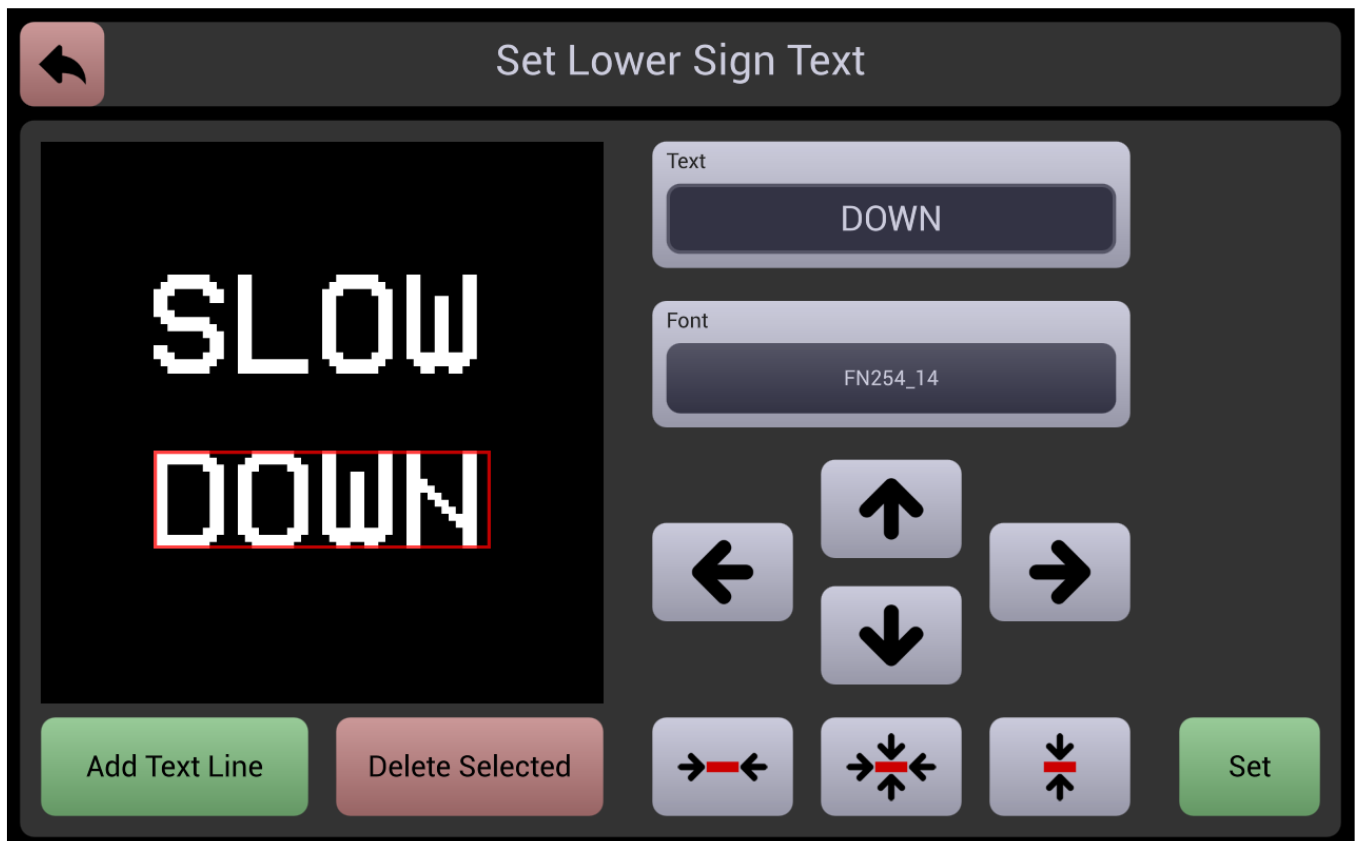 Set Lower Sign Text
SLOW
DOWN
Text
DOWN
Font
FN254_14
Add Text Line
Delete Selected
Set